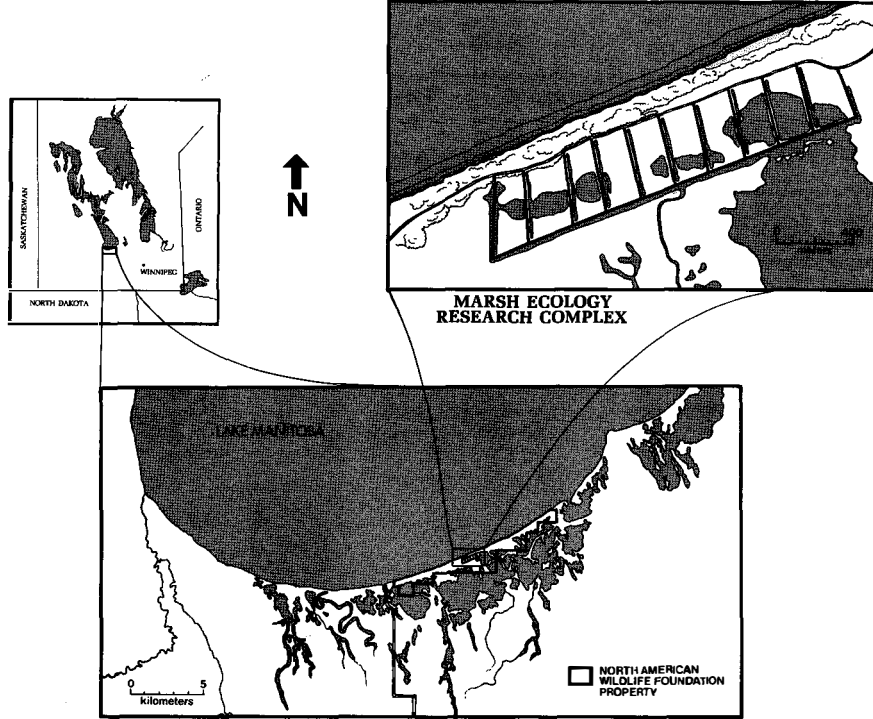 SASKATCHEWAN
ONTARIO
WINNIPEG
NORTH DAKOTA
N
MARSH ECOLOGY
RESEARCH COMPLEX
LAKE MANITOBA
0 5
kilometers
NORTH AMERICAN
WILDLIFE FOUNDATION
PROPERTY